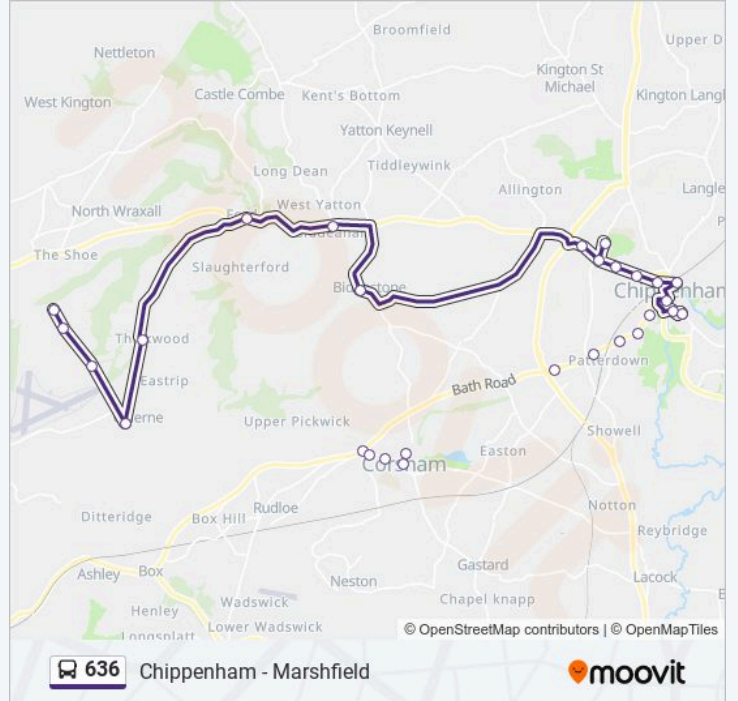 Broomfield
Upper D
Nettleton
Kington St
Michael
West Kington
Castle Combe
Kent's Bottom
Kington Langl
Yatton Keynell
Tiddleywink
Long Dean
Allington
Langle
West Yatton
North Wraxall
The Shoe
Slaughterford
Chippenham
Patterdown
Eastrip
Bath Road
Upper Pickwick
Showell
Corsham
Easton
Ditteridge
Box Hill
Rudloe
Notton
Reybridge
Ashley
Box
Neston
Gastard
Lacock
Henley
Wadswick
Chapel knapp
Longsplatt
Lower Wadswick
© OpenStreetMap contributors | © OpenMapTiles
636
Chippenham - Marshfield
moovit